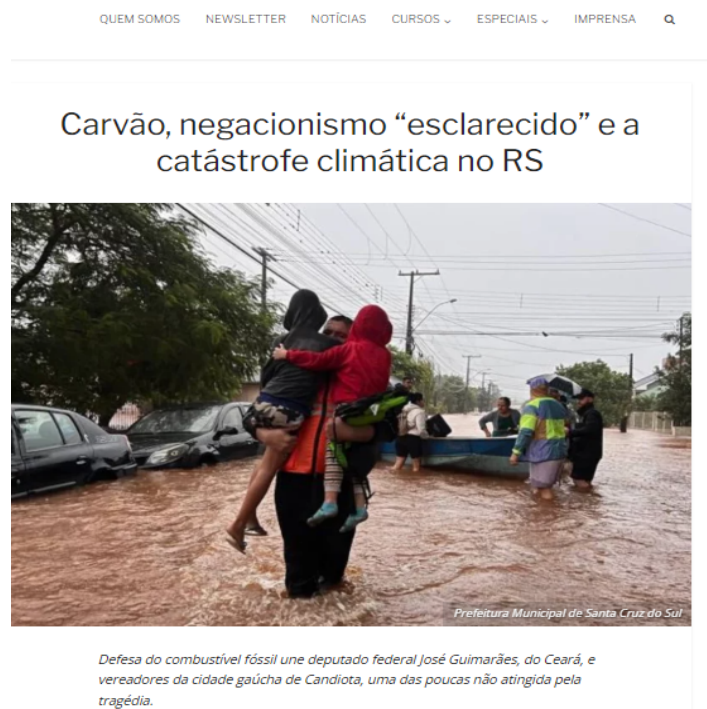 QUEM SOMOS NEWSLETTER NOTÍCIAS CURSOS ESPECIAIS IMPRENSA
Carvão, negacionismo “esclarecido” e a
catástrofe climática no RS
Prefeitura Municipal de Santa Cruz do Sul
Defesa do combustível fóssil une deputado federal José Guimarães, do Ceará, e
vereadores da cidade gaúcha de Candiota, uma das poucas não atingida pela
tragédia.